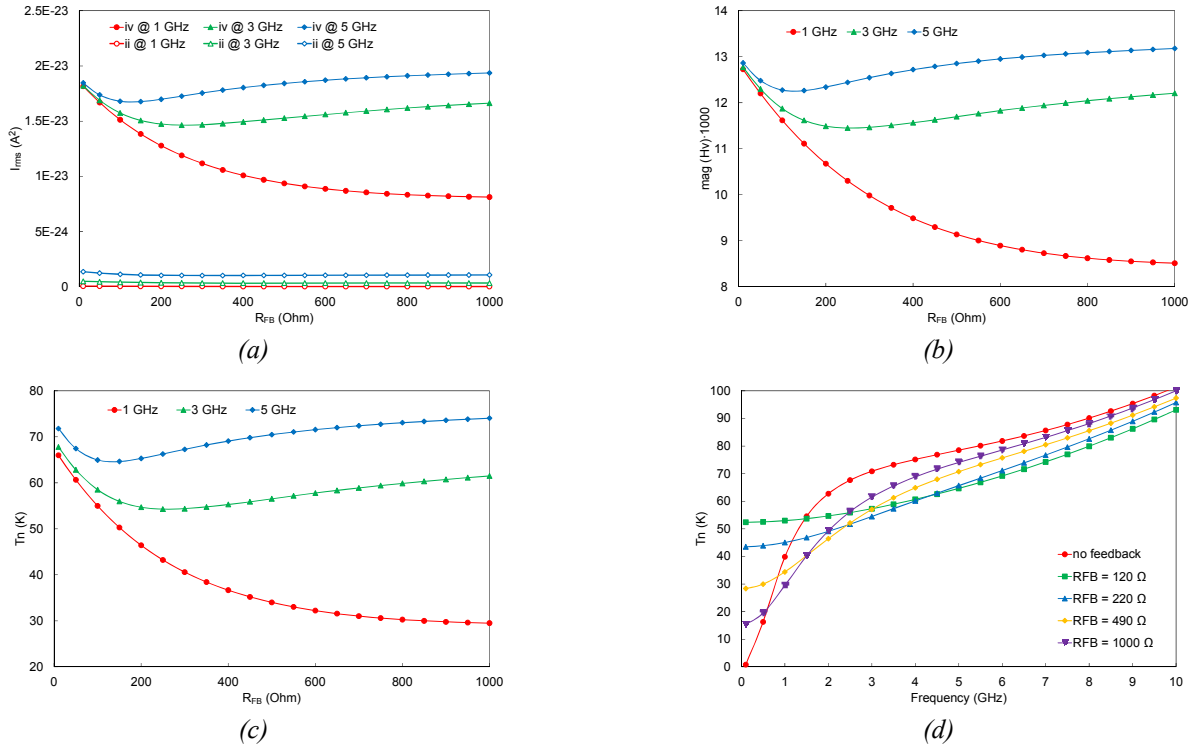 iv @ 1 GHz iv @ 3 GHz iv @ 5 GHz
ii @ 1 GHz ii @ 3 GHz ii @ 5 GHz
2.5E-23
2E-23
1.5E-23
1E-23
5E-24
0
I_rms (A²)
0 200 400 600 800 1000
R_FB (Ohm)
(a)
1 GHz 3 GHz 5 GHz
14
13
12
11
10
9
8
mag (Hv)·1000
0 200 400 600 800 1000
R_FB (Ohm)
(b)
1 GHz 3 GHz 5 GHz
80
70
60
50
40
30
20
Tn (K)
0 200 400 600 800 1000
R_FB (Ohm)
(c)
100
90
80
70
60
50
40
30
20
10
0
Tn (K)
no feedback
RFB = 120 Ω
RFB = 220 Ω
RFB = 490 Ω
RFB = 1000 Ω
0 1 2 3 4 5 6 7 8 9 10
Frequency (GHz)
(d)